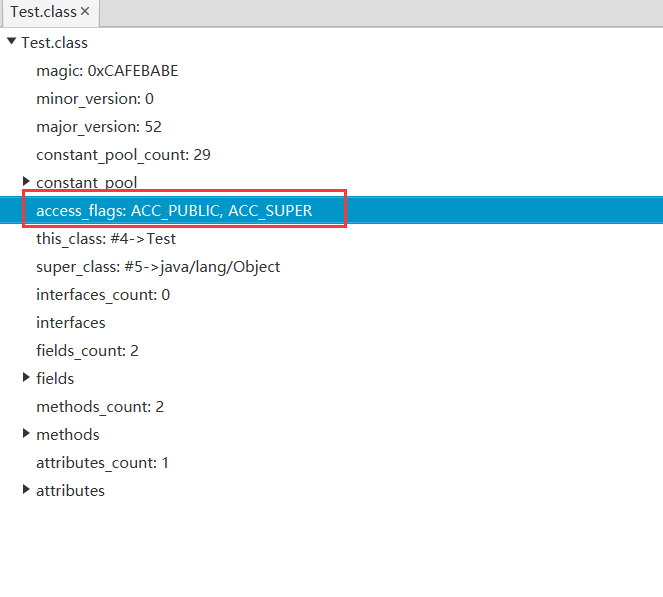 Test.class ×
Test.class
magic: 0xCAFEBABE
minor_version: 0
major_version: 52
constant_pool_count: 29
constant_pool
access_flags: ACC_PUBLIC, ACC_SUPER
this_class: #4->Test
super_class: #5->java/lang/Object
interfaces_count: 0
interfaces
fields_count: 2
fields
methods_count: 2
methods
attributes_count: 1
attributes